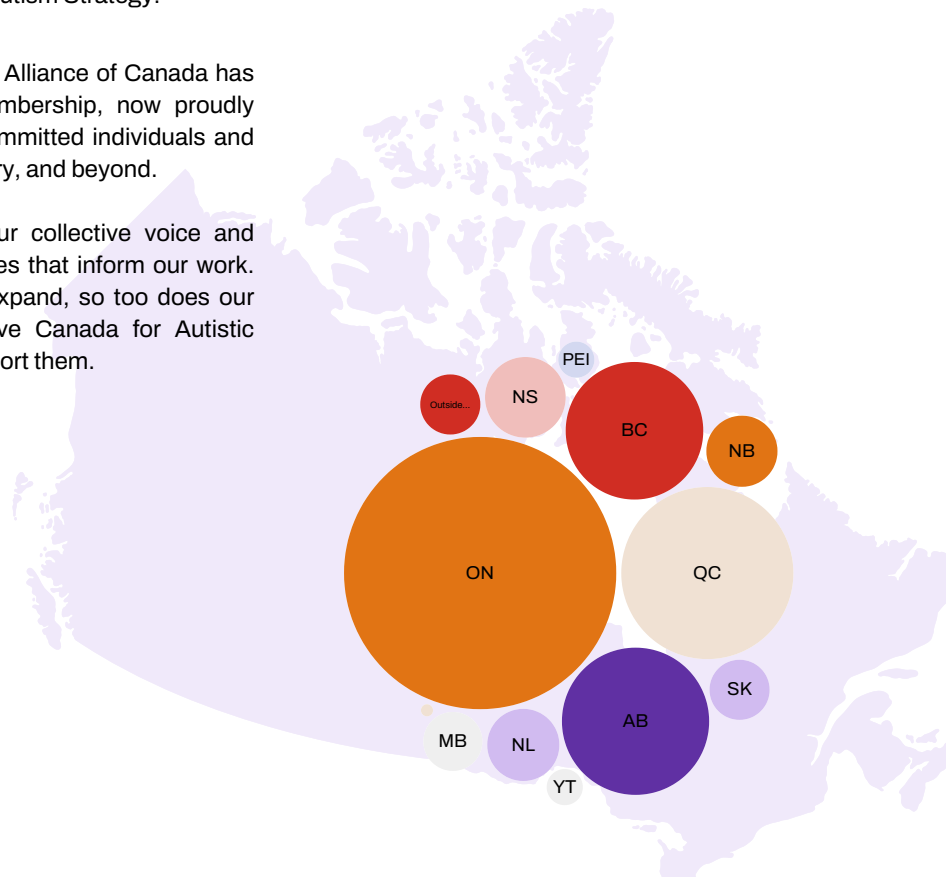 utism Strategy.
Alliance of Canada has
mbership, now proudly
mmitted individuals and
ry, and beyond.
ur collective voice and
es that inform our work.
xpand, so too does our
ve Canada for Autistic
ort them.
PEI
NS
Outside...
BC
NB
ON
QC
SK
AB
MB
NL
YT